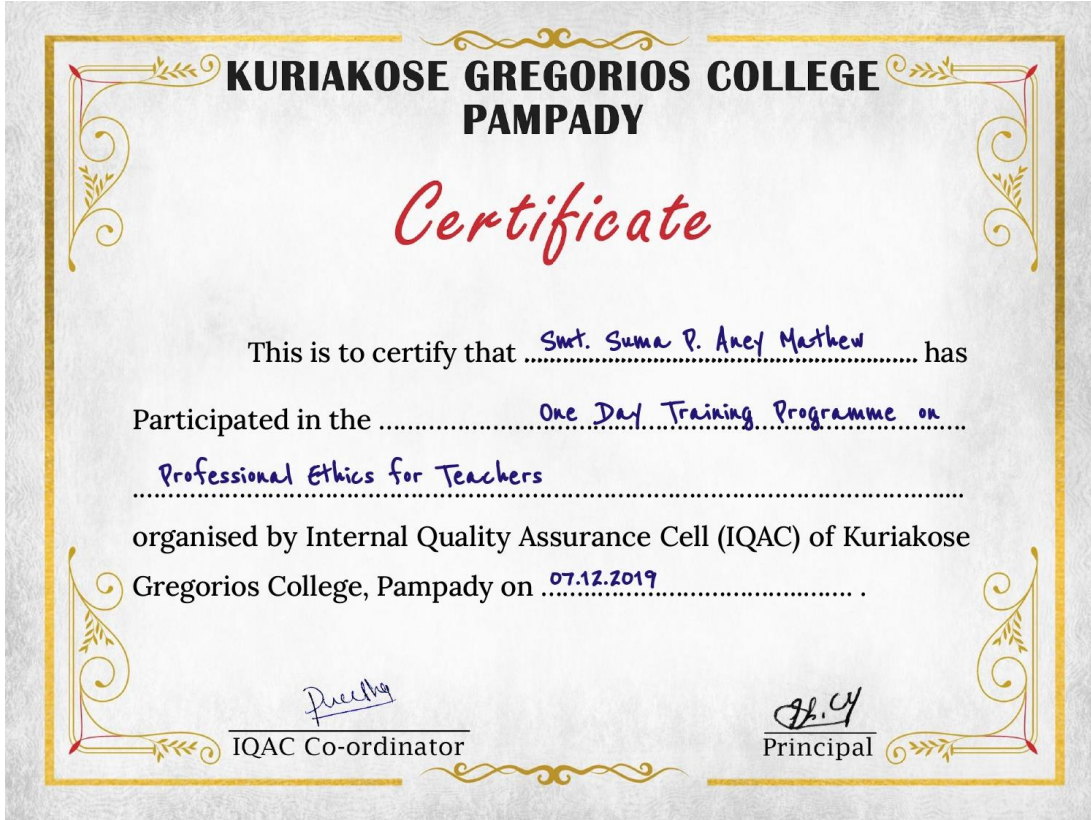 KURIAKOSE GREGORIOS COLLEGE
PAMPADY
Certificate
This is to certify that Smt. Suma P. Aney Mathew has
Participated in the One Day Training Programme on
Professional Ethics for Teachers
organised by Internal Quality Assurance Cell (IQAC) of Kuriakose
Gregorios College, Pampady on 07.12.2019 .
IQAC Co-ordinator
Principal